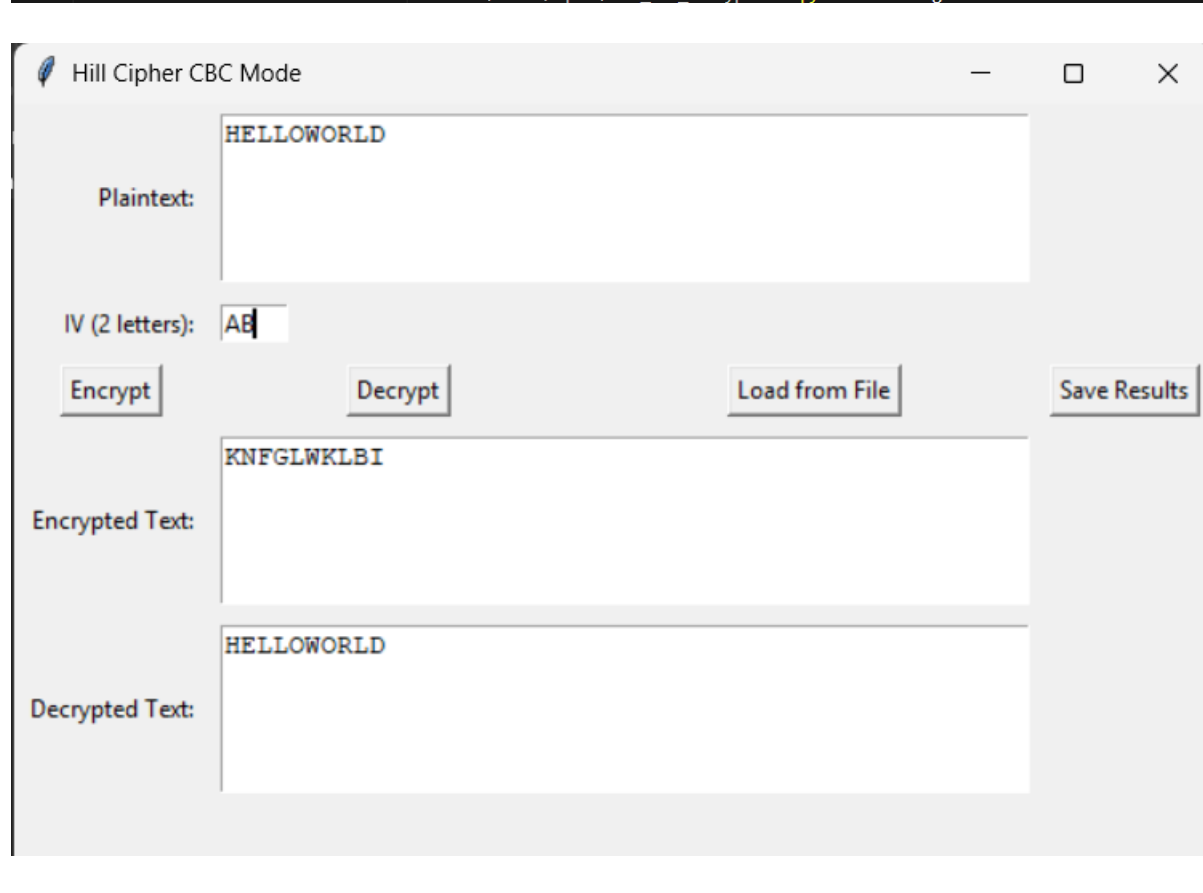 Hill Cipher CBC Mode
Plaintext:
HELLOWORLD
IV (2 letters):
AB
Encrypt
Decrypt
Load from File
Save Results
Encrypted Text:
KNFGLWKLBI
Decrypted Text:
HELLOWORLD